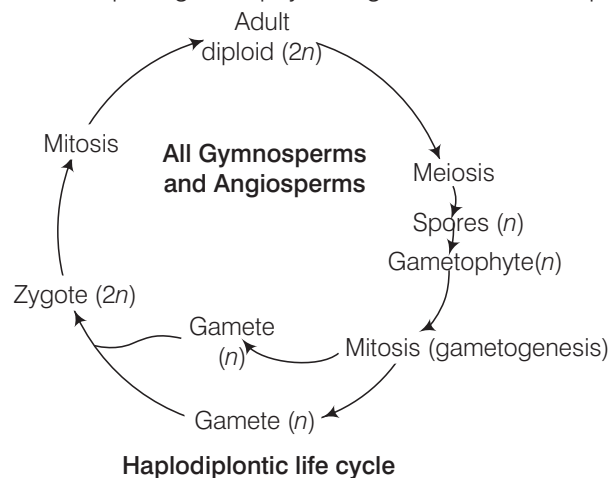 Adult
diploid (2n)
Mitosis
All Gymnosperms
and Angiosperms
Meiosis
Spores (n)
Gametophyte(n)
Zygote (2n)
Gamete
(n)
Mitosis (gametogenesis)
Gamete (n)
Haplodiplontic life cycle